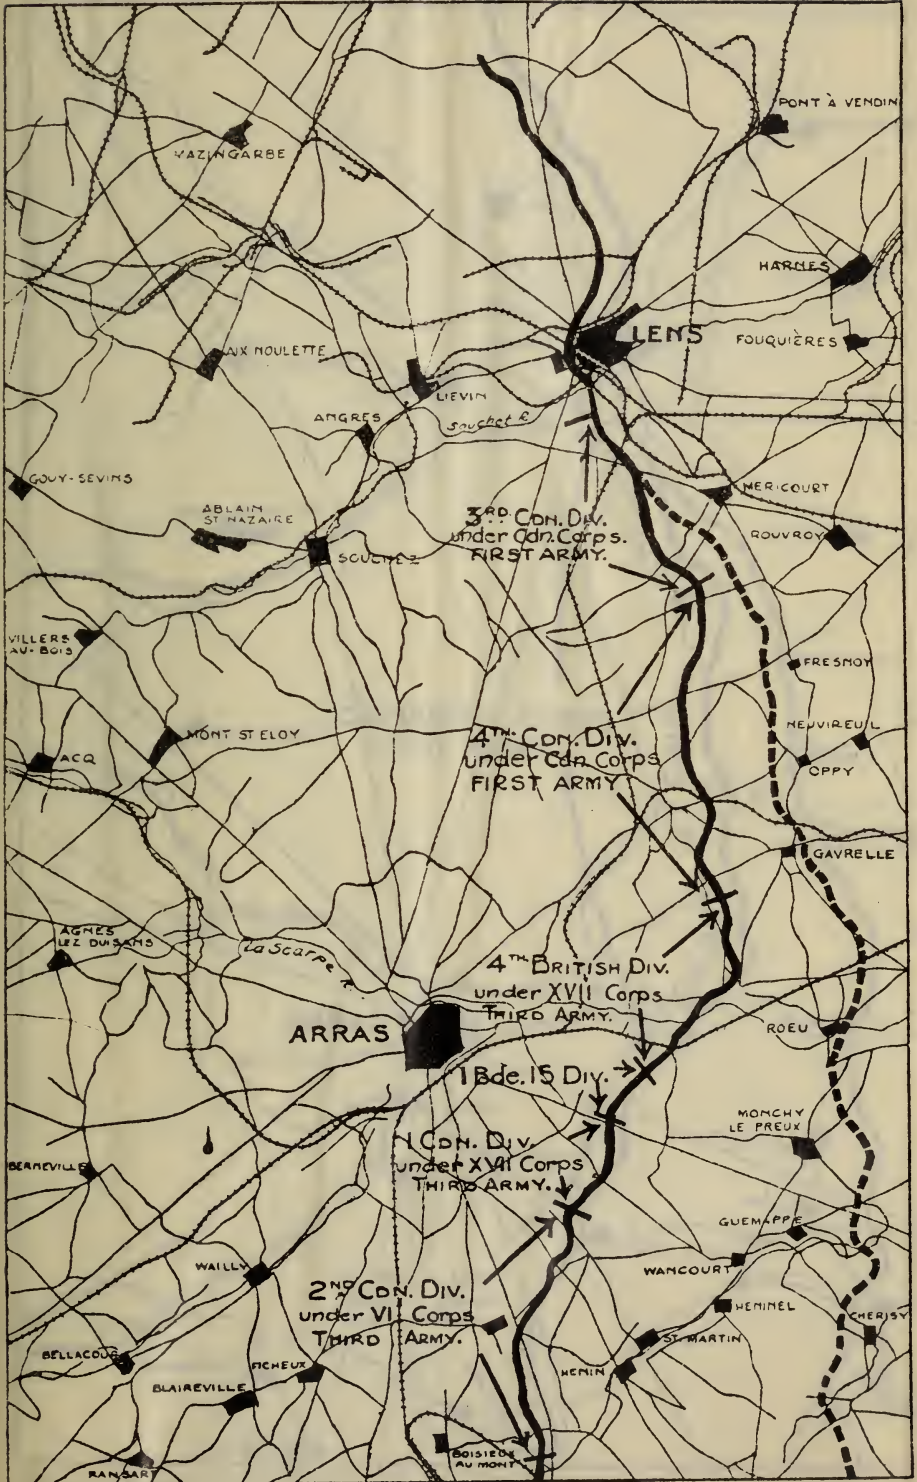 PONT À VENDIN
MAZINGARBE
HARNES
LENS
FOUQUIÈRES
AIX NOULETTE
LIEVIN
ANGRES
Souchet R.
GOUY-SEVINS
MERICOURT
ABLAIN
ST NAZAIRE
3RD CDN. DIV.
under Cdn. Corps.
FIRST ARMY.
ROUVROY
SOUCHEZ
VILLERS
AU-BOIS
FRESNOY
NEUVIREUIL
MONT ST ELOY
ACQ
4TH CDN. DIV.
under Cdn Corps
FIRST ARMY
OPPY
GAVRELLE
AGNES
LEZ DUISANS
La Scarpe R.
4TH BRITISH DIV.
under XVII Corps
THIRD ARMY.
ARRAS
ROEU
1 Bde. 15 Div.
MONCHY
LE PREUX
1 CDN. DIV.
under XVII Corps
THIRD ARMY.
BERNEVILLE
GUEMAPPE
WAILLY
WANCOURT
2ND CDN. DIV.
under VI Corps
THIRD ARMY.
HENINEL
CHERISY
ST. MARTIN
BELLACOUR
FICHEUX
HENIN
BLAIREVILLE
BOISIEUX
AU MONT
RANSART